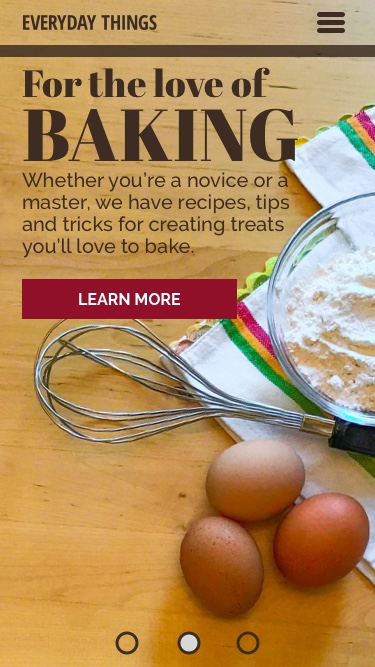 EVERYDAY THINGS
For the love of
BAKING
Whether you're a novice or a
master, we have recipes, tips
and tricks for creating treats
you'll love to bake.
LEARN MORE